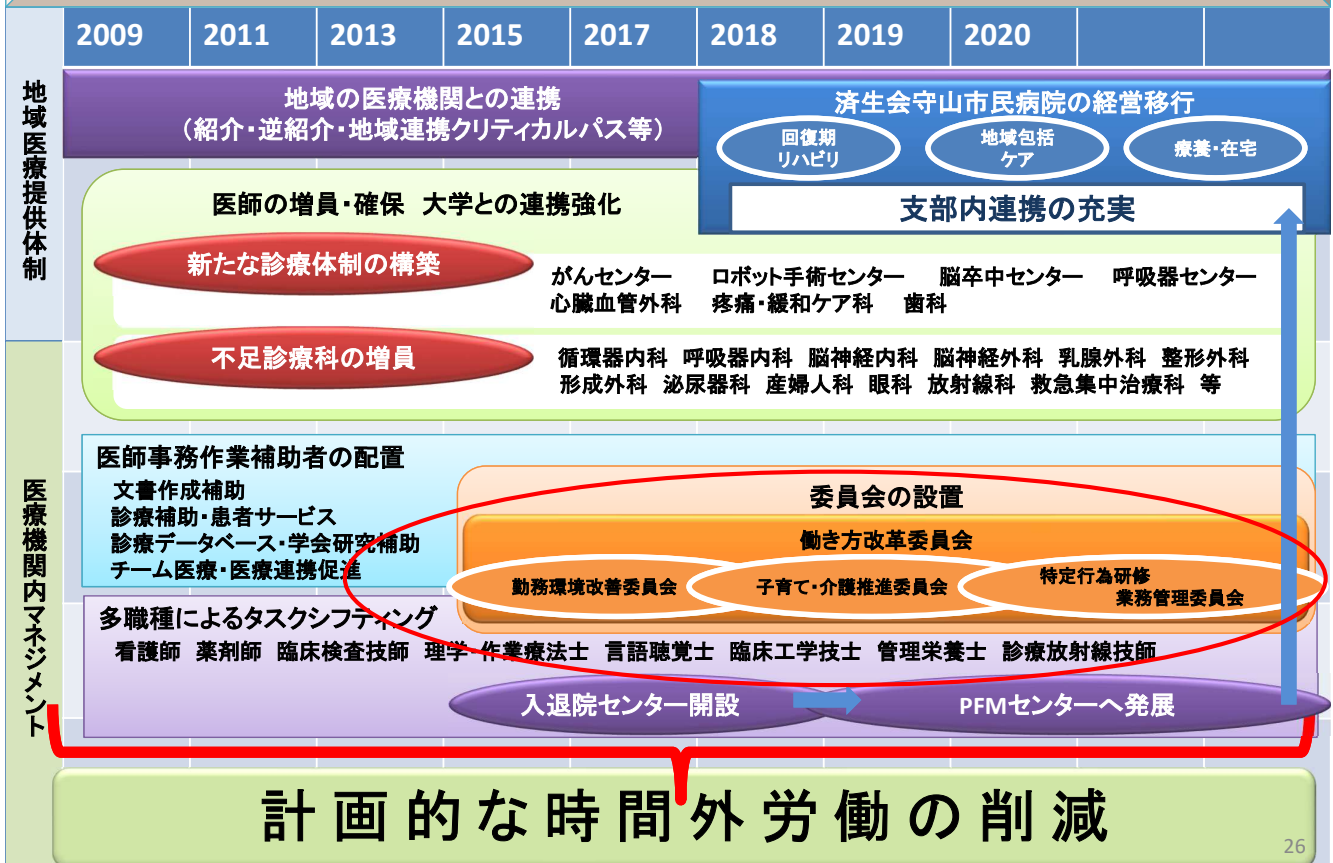 2009 2011 2013 2015 2017 2018 2019 2020
地域医療提供体制
地域の医療機関との連携
（紹介・逆紹介・地域連携クリティカルパス等）
済生会守山市民病院の経営移行
回復期
リハビリ
地域包括
ケア
療養・在宅
支部内連携の充実
医師の増員・確保 大学との連携強化
新たな診療体制の構築
がんセンター ロボット手術センター 脳卒中センター 呼吸器センター
心臓血管外科 疼痛・緩和ケア科 歯科
不足診療科の増員
循環器内科 呼吸器内科 脳神経内科 脳神経外科 乳腺外科 整形外科
形成外科 泌尿器科 産婦人科 眼科 放射線科 救急集中治療科 等
医療機関内マネジメント
医師事務作業補助者の配置
文書作成補助
診療補助・患者サービス
診療データベース・学会研究補助
チーム医療・医療連携促進
委員会の設置
働き方改革委員会
勤務環境改善委員会
子育て・介護推進委員会
特定行為研修
業務管理委員会
多職種によるタスクシフティング
看護師 薬剤師 臨床検査技師 理学・作業療法士 言語聴覚士 臨床工学技士 管理栄養士 診療放射線技師
入退院センター開設
PFMセンターへ発展
計画的な時間外労働の削減
26